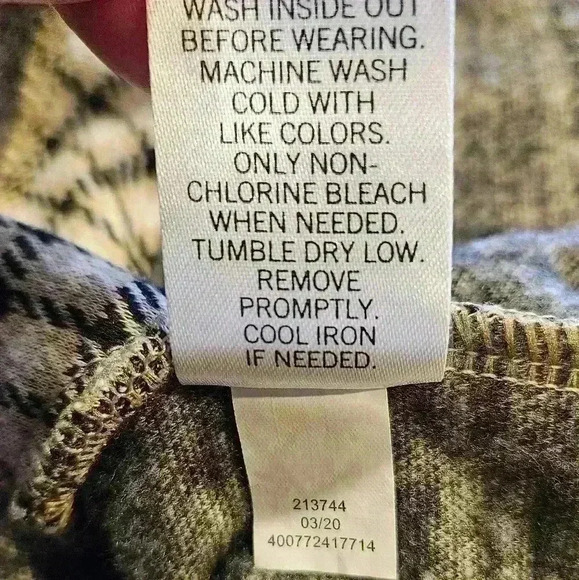 WASH INSIDE OUT
BEFORE WEARING.
MACHINE WASH
COLD WITH
LIKE COLORS.
ONLY NON-
CHLORINE BLEACH
WHEN NEEDED.
TUMBLE DRY LOW.
REMOVE
PROMPTLY.
COOL IRON
IF NEEDED.
213744
03/20
400772417714